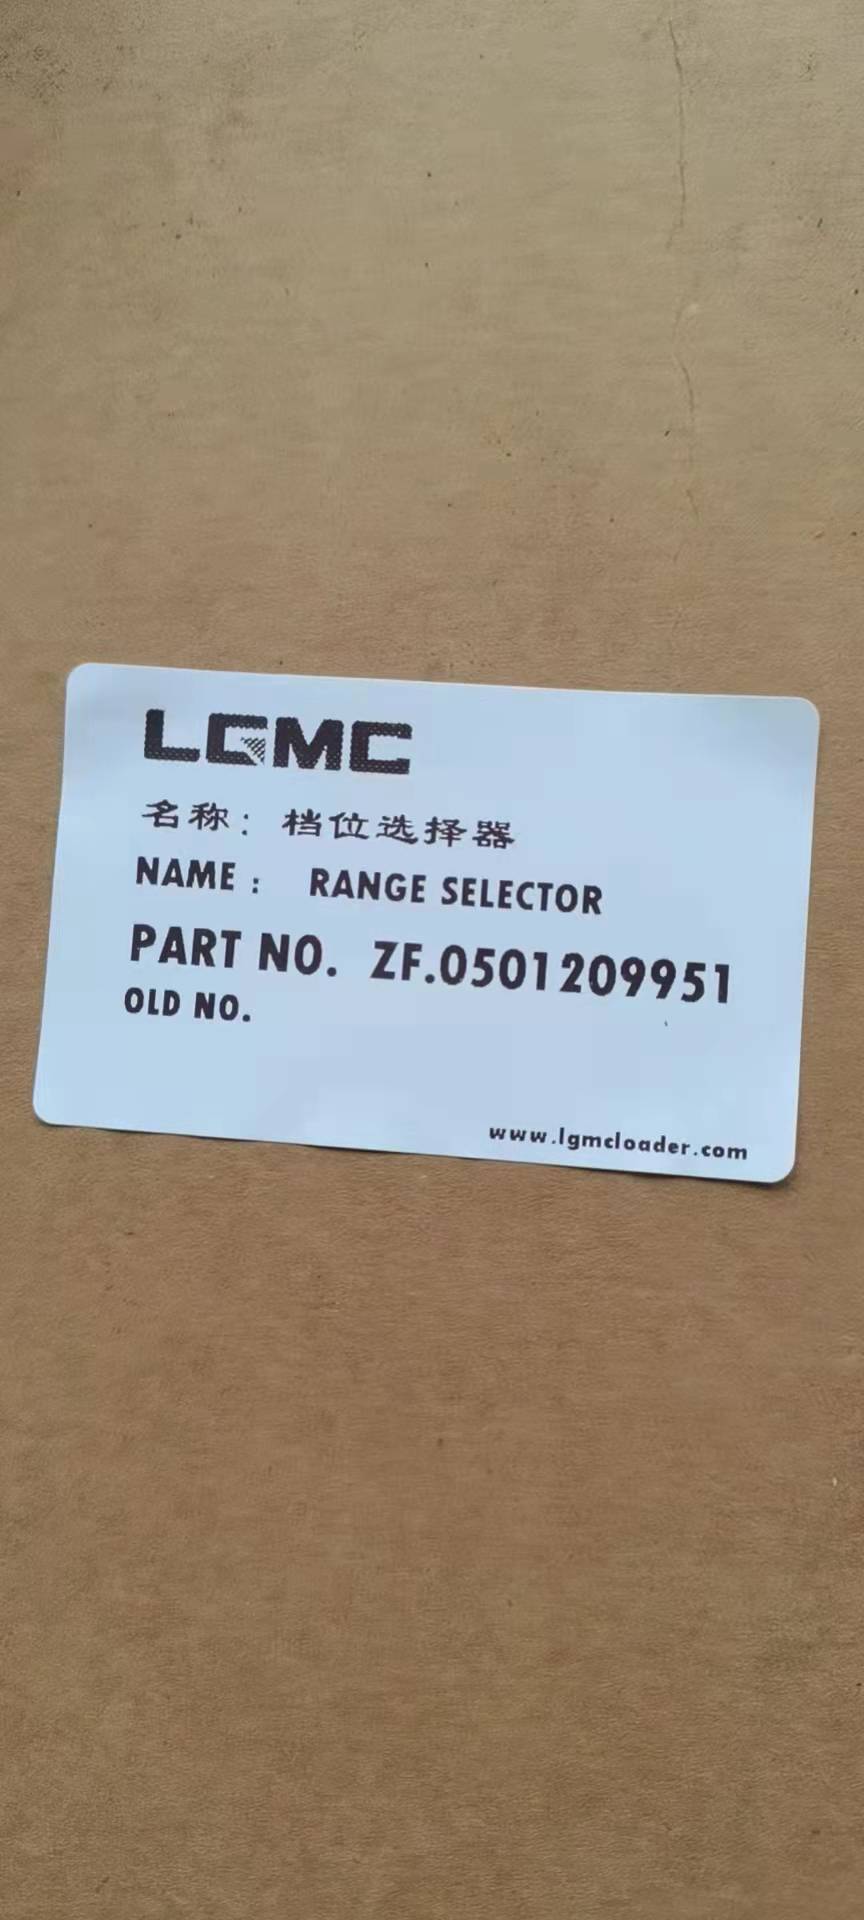 LGMC
名称：档位选择器
NAME： RANGE SELECTOR
PART NO. ZF.0501209951
OLD NO.
www.lgmcloader.com